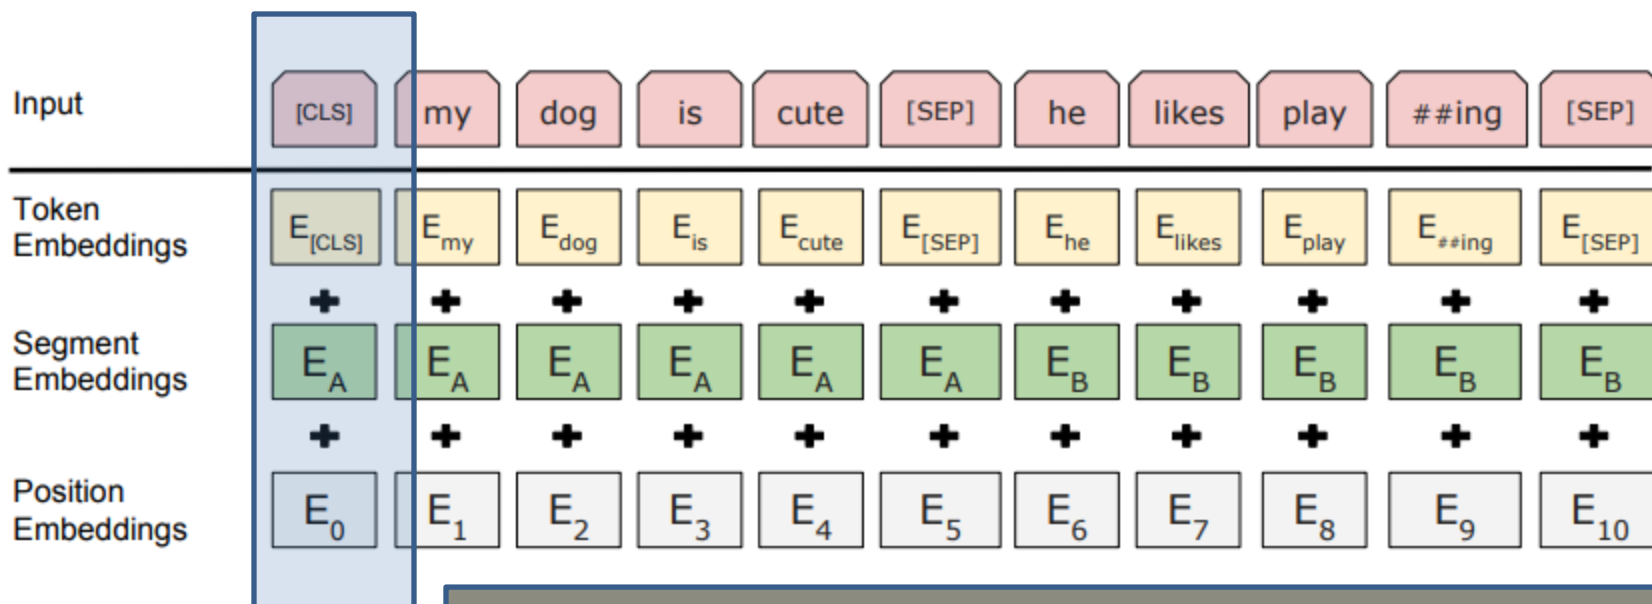 Input [CLS] my dog is cute [SEP] he likes play ##ing [SEP]
Token
Embeddings E[CLS] Emy Edog Eis Ecute E[SEP] Ehe Elikes Eplay E##ing E[SEP]
+ + + + + + + + + + +
Segment
Embeddings EA EA EA EA EA EA EB EB EB EB EB
+ + + + + + + + + + +
Position
Embeddings E0 E1 E2 E3 E4 E5 E6 E7 E8 E9 E10